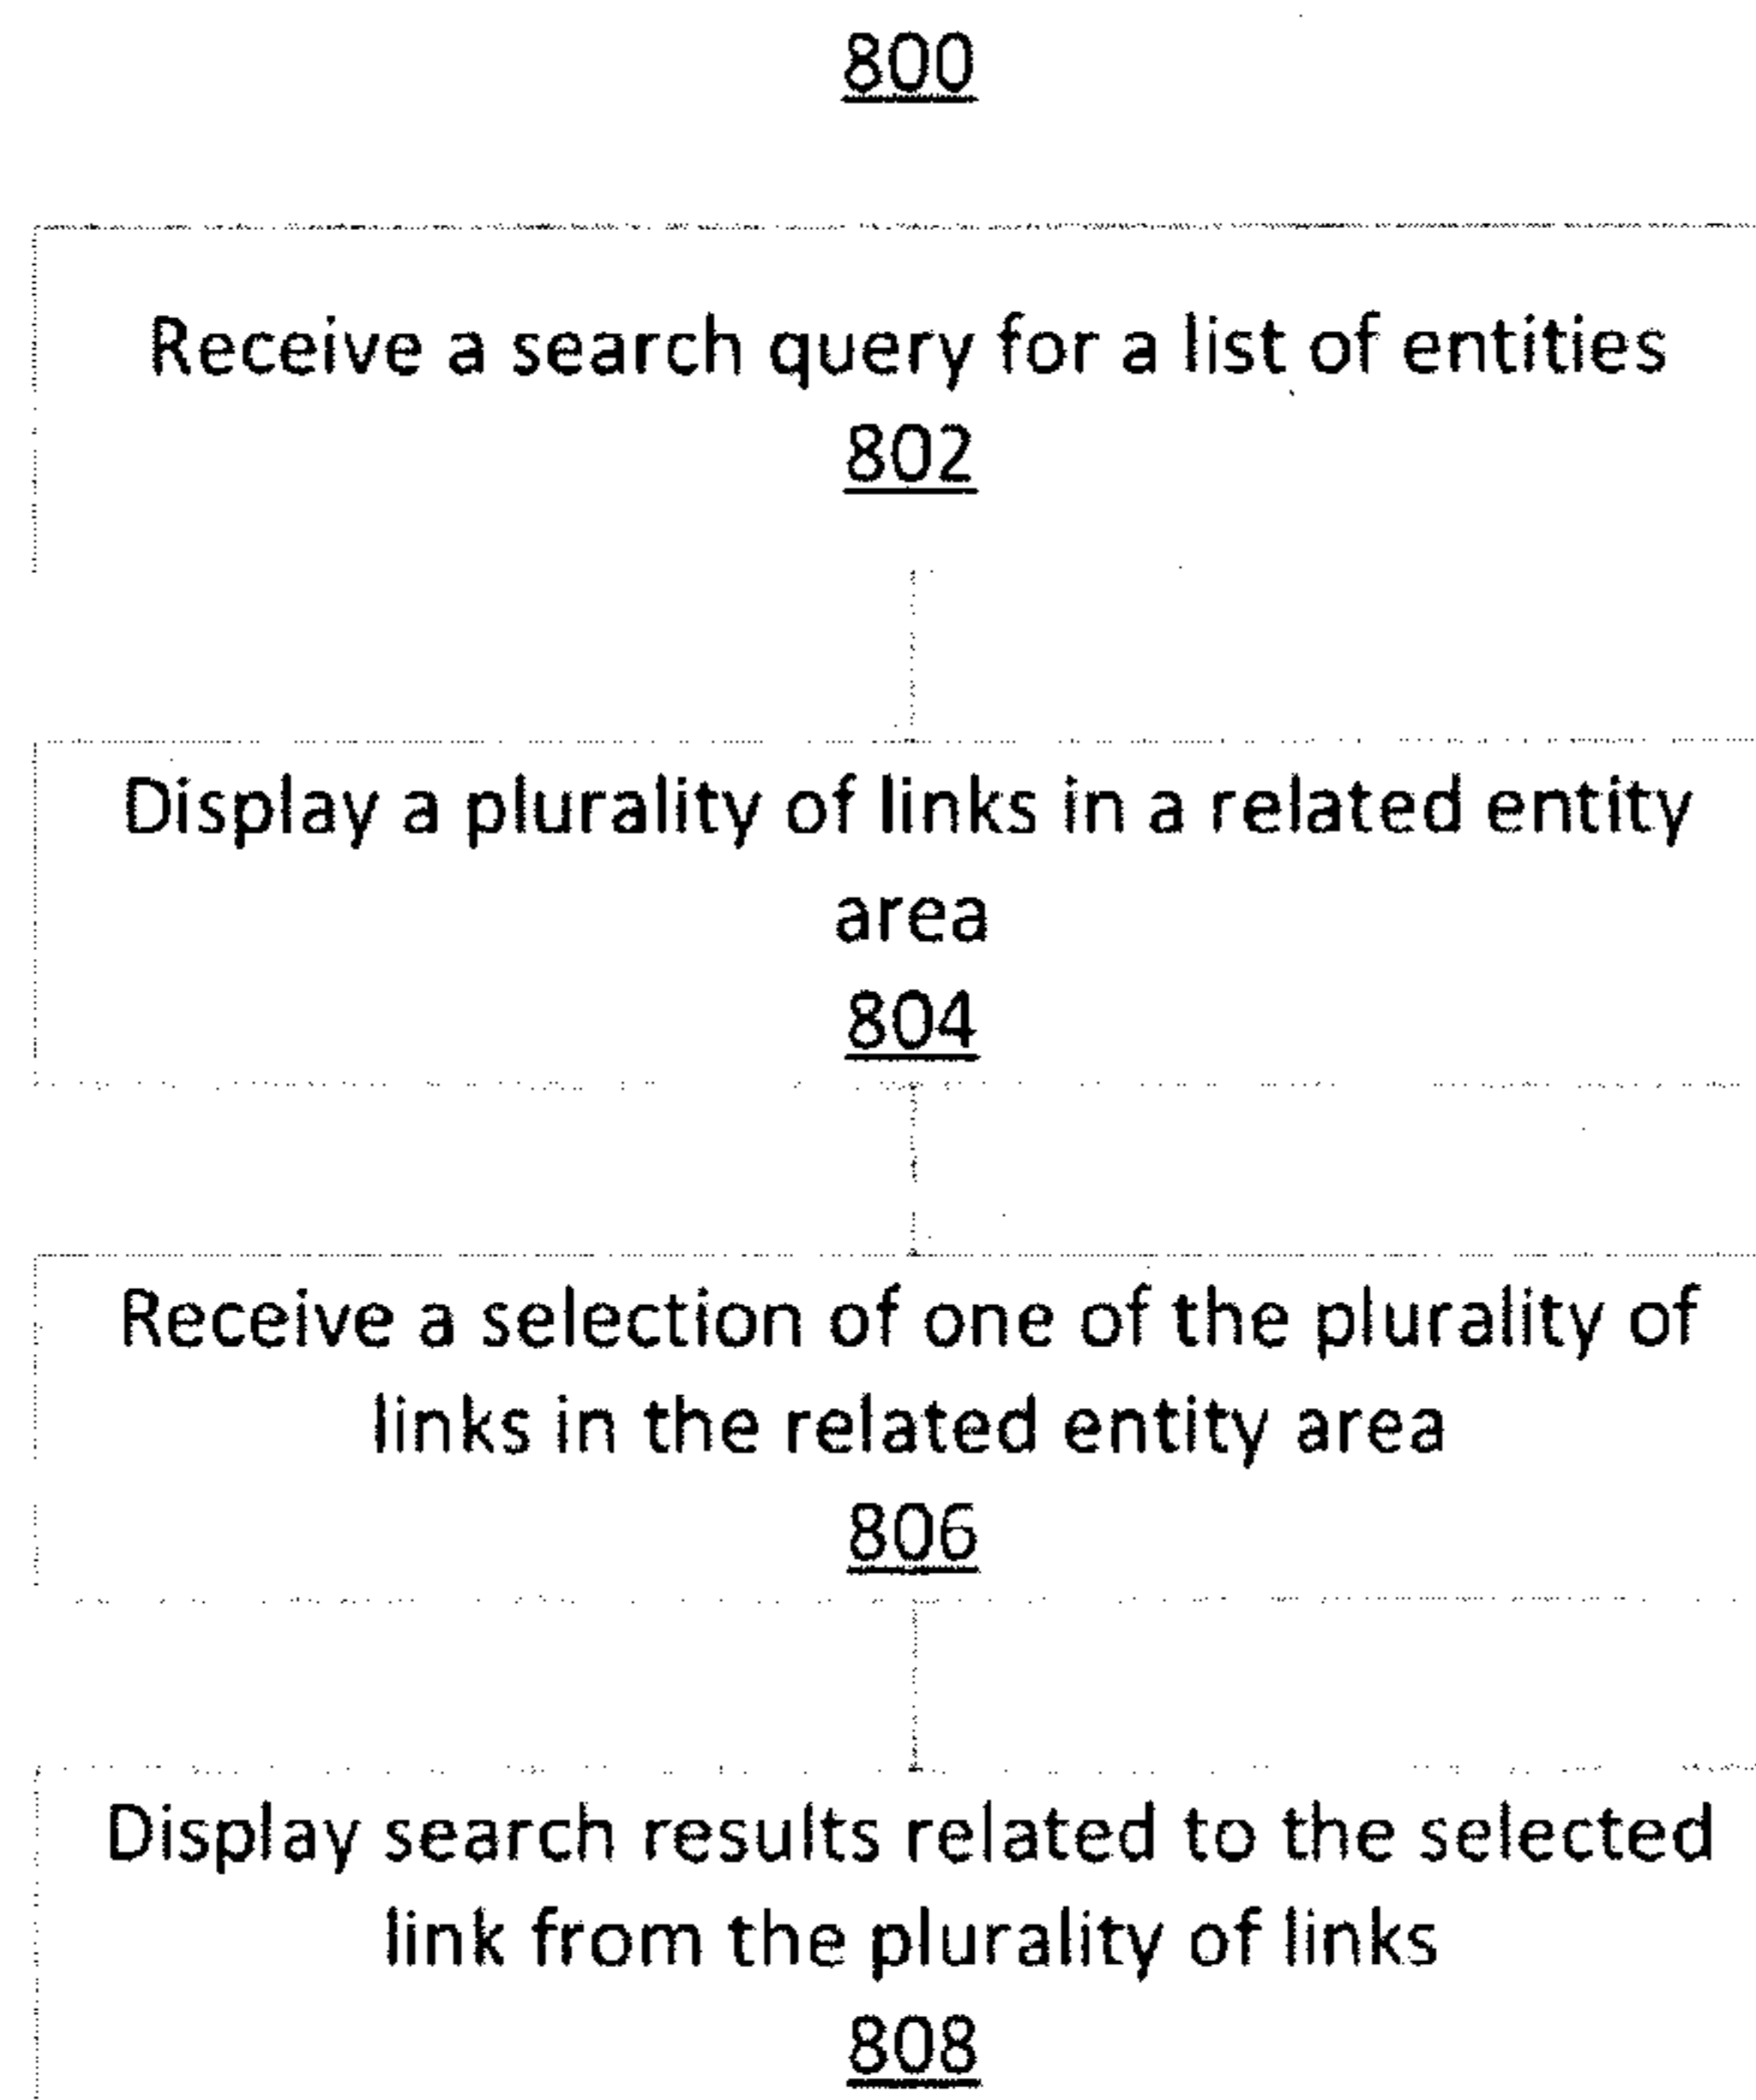 800
Receive a search query for a list of entities
802
Display a plurality of links in a related entity
area
804
Receive a selection of one of the plurality of
links in the related entity area
806
Display search results related to the selected
link from the plurality of links
808